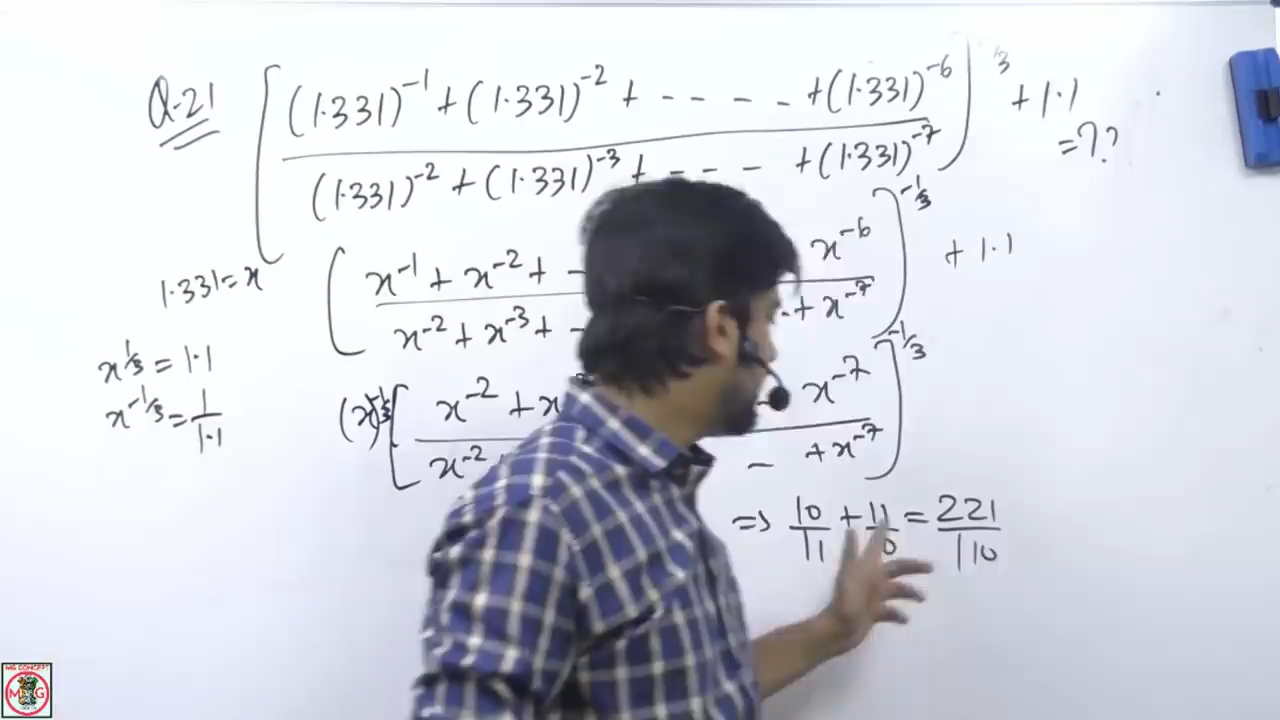 Q.21 [ (1.331)^-1 + (1.331)^-2 + - - - - +(1.331)^-6 ]^3 + 1.1
(1.331)^-2 + (1.331)^-3 + - - - +(1.331)^-7 = ??
1.331 = x [ x^-1 + x^-2 + - x^-6 ]^-1/3 + 1.1
x^-2 + x^-3 + - . + x^-7
x^1/3 = 1.1
x^-1/3 = 1/1.1
(x)^-1/3 [ x^-2 + x - x^-7 ]^-1/3
x^-2 - + x^-7
=> 10/11 + 11/10 = 221/110
MG CONCEPT
M G